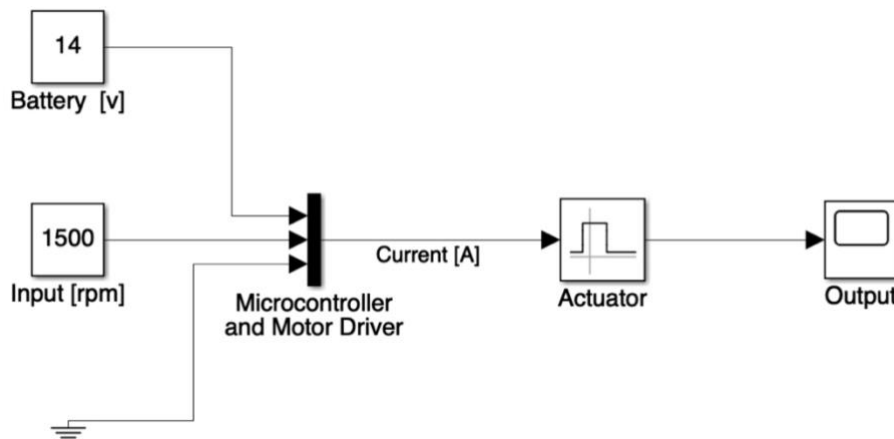 14
Battery  [v]
1500
Input [rpm]
Microcontroller
and Motor Driver
Current [A]
Actuator
Output